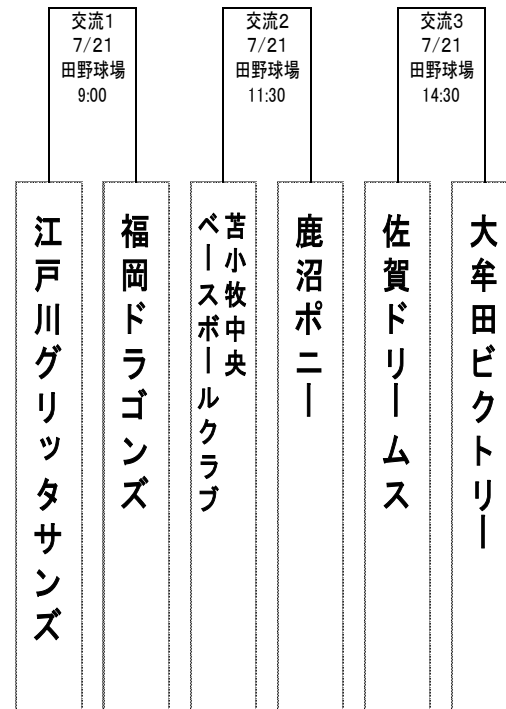 交流1
7/21
田野球場
9:00
交流2
7/21
田野球場
11:30
交流3
7/21
田野球場
14:30
江戸川グリッタサンズ
福岡ドラゴンズ
苫小牧中央
ベースボールクラブ
鹿沼ポニー
佐賀ドリームス
大牟田ビクトリー